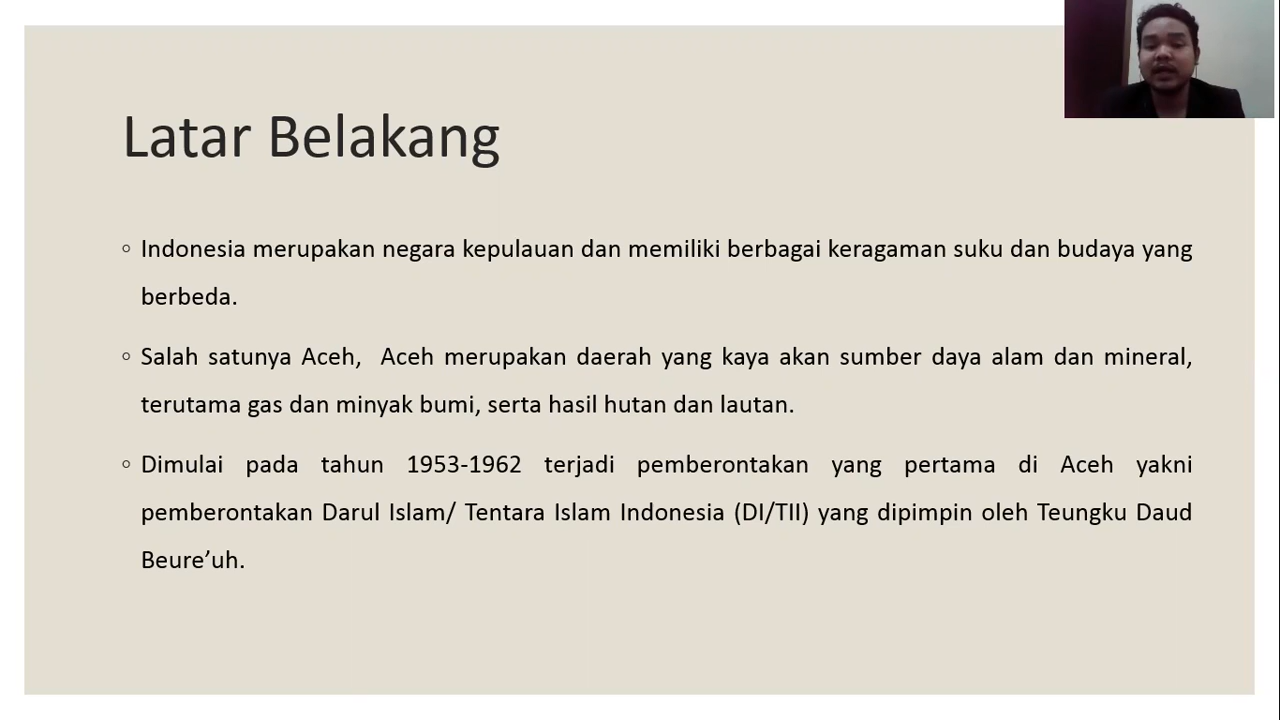 Latar Belakang
◦ Indonesia merupakan negara kepulauan dan memiliki berbagai keragaman suku dan budaya yang
berbeda.
◦ Salah satunya Aceh,  Aceh merupakan daerah yang kaya akan sumber daya alam dan mineral,
terutama gas dan minyak bumi, serta hasil hutan dan lautan.
◦ Dimulai pada tahun 1953-1962 terjadi pemberontakan yang pertama di Aceh yakni
pemberontakan Darul Islam/ Tentara Islam Indonesia (DI/TII) yang dipimpin oleh Teungku Daud
Beure’uh.